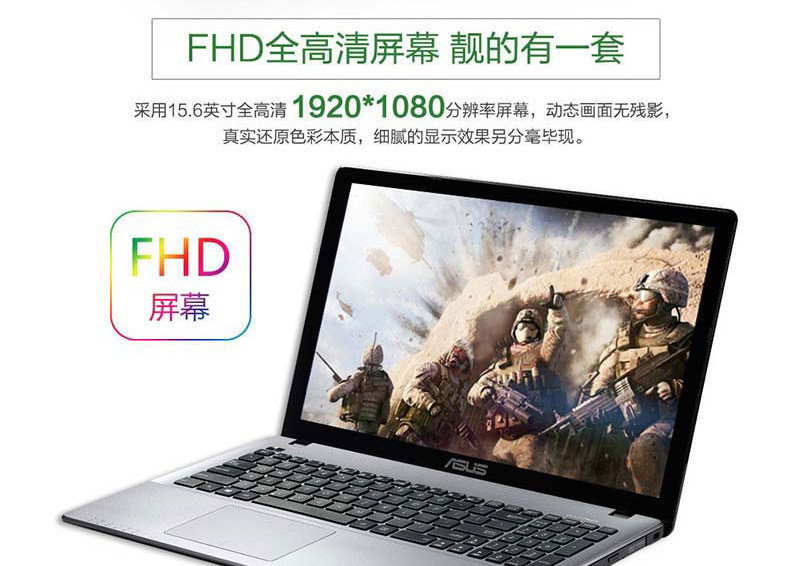 FHD全高清屏幕 靓的有一套
采用15.6英寸全高清 1920*1080分辨率屏幕，动态画面无残影，
真实还原色彩本质，细腻的显示效果另分毫毕现。
FHD
屏幕
ASUS